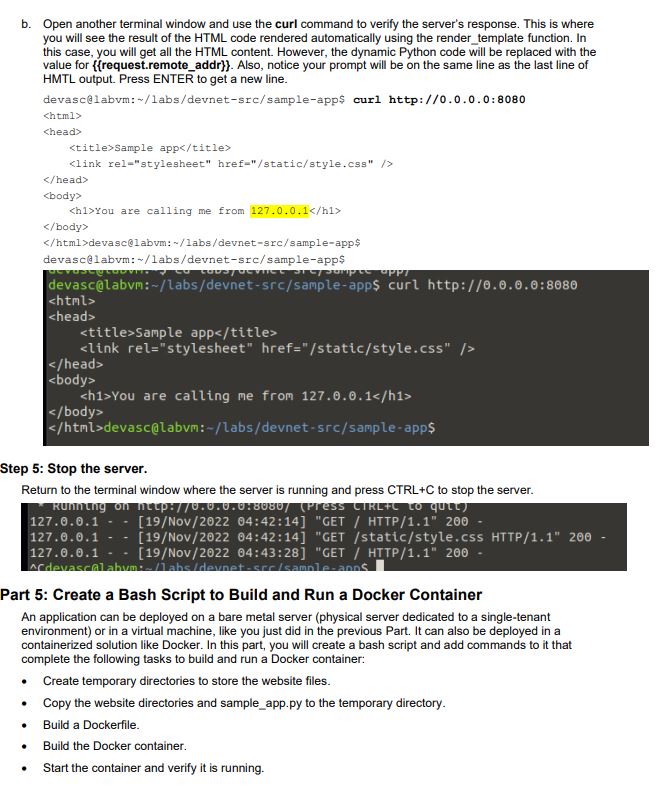 b. Open another terminal window and use the curl command to verify the server's response. This is where
you will see the result of the HTML code rendered automatically using the render_template function. In
this case, you will get all the HTML content. However, the dynamic Python code will be replaced with the
value for {{request.remote_addr}}. Also, notice your prompt will be on the same line as the last line of
HMTL output. Press ENTER to get a new line.
devasc@labvm:~/labs/devnet-src/sample-app$ curl http://0.0.0.0:8080
<html>
<head>
    <title>Sample app</title>
    <link rel="stylesheet" href="/static/style.css" />
</head>
<body>
    <h1>You are calling me from 127.0.0.1</h1>
</body>
</html>devasc@labvm:~/labs/devnet-src/sample-app$
devasc@labvm:~/labs/devnet-src/sample-app$
devasc@labvm:~$ cd labs/devnet-src/sample-app/
devasc@labvm:~/labs/devnet-src/sample-app$ curl http://0.0.0.0:8080
<html>
<head>
    <title>Sample app</title>
    <link rel="stylesheet" href="/static/style.css" />
</head>
<body>
    <h1>You are calling me from 127.0.0.1</h1>
</body>
</html>devasc@labvm:~/labs/devnet-src/sample-app$
Step 5: Stop the server.
Return to the terminal window where the server is running and press CTRL+C to stop the server.
* Running on http://0.0.0.0:8080/ (Press CTRL+C to quit)
127.0.0.1 - - [19/Nov/2022 04:42:14] "GET / HTTP/1.1" 200 -
127.0.0.1 - - [19/Nov/2022 04:42:14] "GET /static/style.css HTTP/1.1" 200 -
127.0.0.1 - - [19/Nov/2022 04:43:28] "GET / HTTP/1.1" 200 -
^Cdevasc@labvm:~/labs/devnet-src/sample-app$
Part 5: Create a Bash Script to Build and Run a Docker Container
An application can be deployed on a bare metal server (physical server dedicated to a single-tenant
environment) or in a virtual machine, like you just did in the previous Part. It can also be deployed in a
containerized solution like Docker. In this part, you will create a bash script and add commands to it that
complete the following tasks to build and run a Docker container:
• Create temporary directories to store the website files.
• Copy the website directories and sample_app.py to the temporary directory.
• Build a Dockerfile.
• Build the Docker container.
• Start the container and verify it is running.